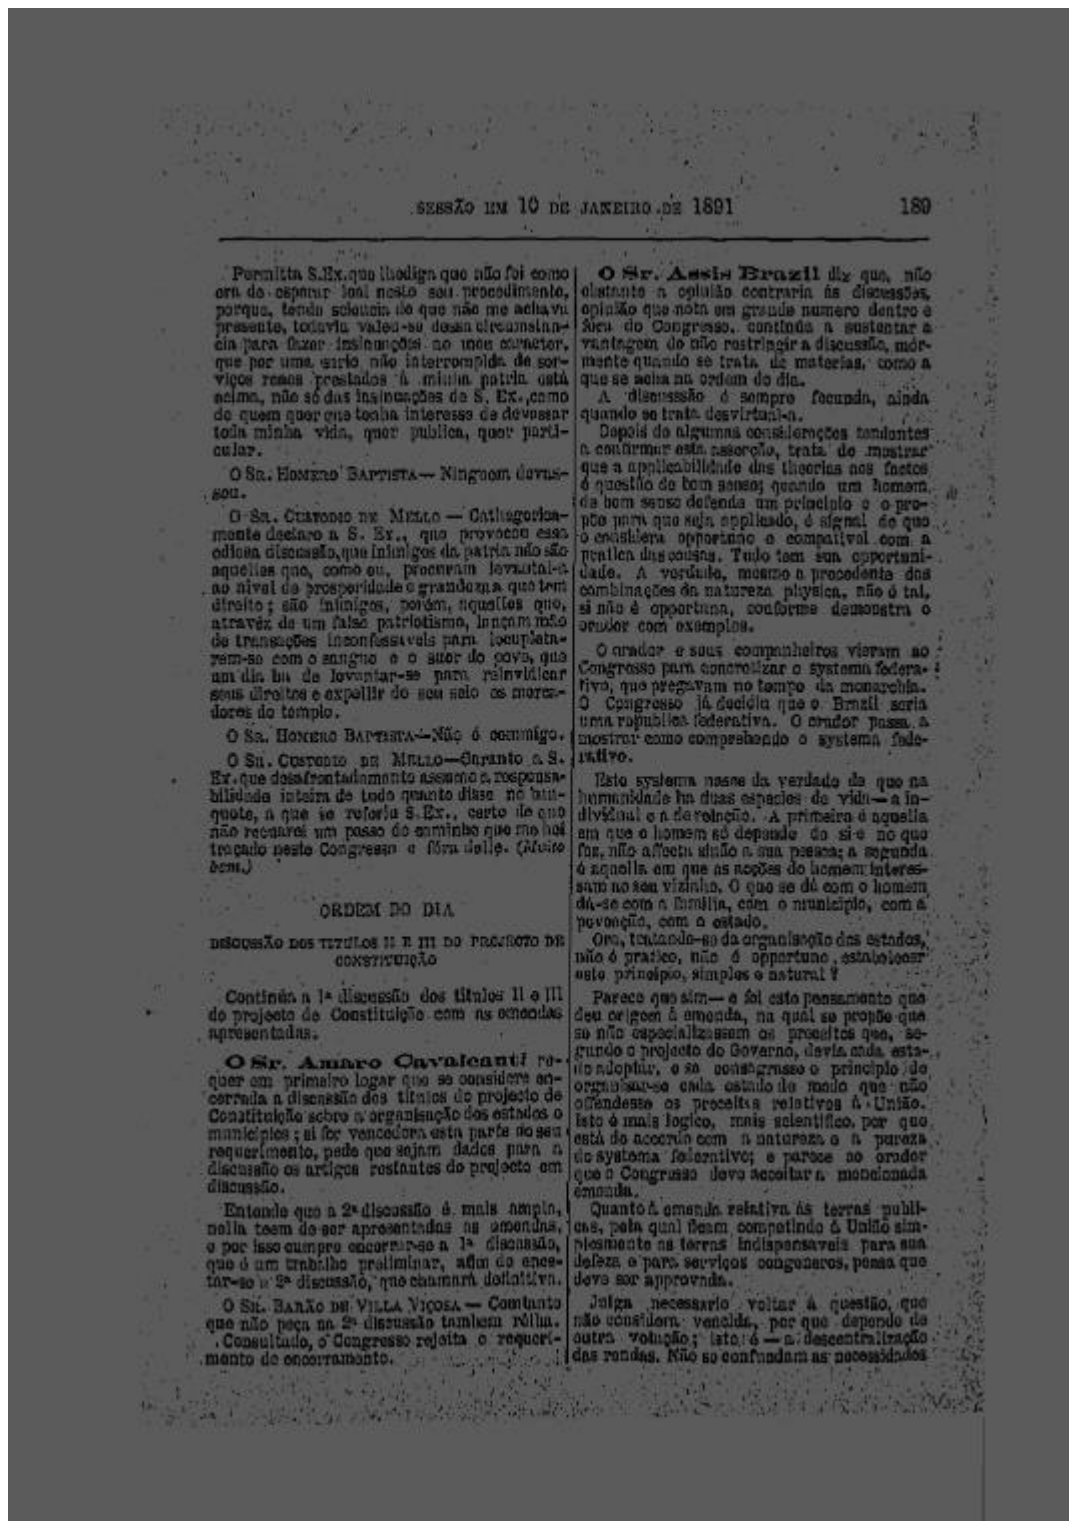 SESSÃO EM 10 DE JANEIRO DE 1891 189
Permitta S. Ex. que lhe diga que não foi como
era de esperar leal neste seu procedimento,
porque, tendo sciencia de que não me achava
presente, todavia valeu-se dessa circumstan-
cia para fazer insinuações ao meu caracter,
que por uma serie não interrompida de ser-
viços reaes prestados á minha patria está
acima, não só das insinuações de S. Ex., como
de quem quer que tenha interesse de devassar
toda minha vida, quer publica, quer parti-
cular.
O SR. HOMERO BAPTISTA — Ninguem devas-
sou.
O SR. CUSTODIO DE MELLO — Cathegorica-
mente declaro a S. Ex., que provocou essa
odiosa discussão, que inimigos da patria não são
aquelles que, como eu, procuram levantal-a
ao nivel de prosperidade e grandeza a que tem
direito; são inimigos, porém, aquelles que,
atravéz de um falso patriotismo, lançam mão
de transações inconfessaveis para locupleta-
rem-se com o sangue e o suor do povo, que
um dia ha de levantar-se para reinvidicar
seus direitos e expellir do seu seio os merca-
dores do templo.
O SR. HOMERO BAPTISTA—Não é commigo.
O SR. CUSTODIO DE MELLO—Garanto a S.
Ex. que desafrontadamente assumo a responsa-
bilidade inteira de tudo quanto disse no ban-
quete, a que se referiu S. Ex., certo de que
não recuarei um passo do caminho que me hei
traçado neste Congresso e fóra delle. (Muito
bem.)
ORDEM DO DIA
DISCUSSÃO DOS TITULOS II E III DO PROJECTO DE
CONSTITUIÇÃO
Continúa a 1ª discussão dos titulos II e III
do projecto de Constituição com as emendas
apresentadas.
O Sr. Amaro Cavalcanti re-
quer em primeiro logar que se considere en-
cerrada a discussão dos titulos do projecto de
Constituição sobre a organisação dos estados e
municipios; si for vencedora esta parte do seu
requerimento, pede que sejam dados para a
discussão os artigos restantes do projecto em
discussão.
Entende que a 2ª discussão é mais ampla,
nella teem de ser apresentadas as emendas,
e por isso cumpre encerrar-se a 1ª discussão,
que é um trabalho preliminar, afim de ence-
tar-se a 2ª discussão, que chamará definitiva.
O SR. BARÃO DE VILLA VIÇOSA — Comtanto
que não peça na 2ª discussão tambem rolha.
Consultado, o Congresso rejeita o requeri-
mento de encerramento.
O Sr. Assis Brazil diz que, não
obstante a opinião contraria ás discussões,
opinião que nota em grande numero dentro e
fóra do Congresso, continúa a sustentar a
vantagem de não restringir a discussão, mór-
mente quando se trata de materias, como a
que se acha na ordem do dia.
A discusssão é sempre fecunda, ainda
quando se trata desvirtual-a.
Depois de algumas considerações tendentes
a confirmar esta asserção, trata de mostrar
que a applicabilidade das theorias aos factos
é questão de bom senso; quando um homem
de bom senso defende um principio e o pro-
põe para que seja applicado, é signal de que
o considera opportuno e compativel com a
pratica das cousas. Tudo tem sua opportuni-
dade. A verdade, mesmo a procedente das
combinações da natureza physica, não é tal,
si não é opportuna, conforme demonstra o
orador com exemplos.
O orador e seus companheiros vieram ao
Congresso para concretizar o systema federa-
tivo, que pregavam no tempo da monarchia.
O Congresso já decidiu que o Brazil seria
uma republica federativa. O orador passa a
mostrar como comprehende o systema fede-
rativo.
Este systema nasce da verdade de que na
humanidade ha duas especies de vida—a in-
dividual e a de relação. A primeira é aquella
em que o homem só depende de si e no que
faz, não affecta sinão a sua pessoa; a segunda
é aquella em que as acções do homem interes-
sam ao seu vizinho. O que se dá com o homem
dá-se com a familia, com o municipio, com a
povoação, com o estado.
Ora, tratando-se da organisação dos estados,
não é pratico, não é opportuno, estabelecer
este principio, simples e natural?
Parece que sim— e foi este pensamento que
deu origem á emenda, na qual se propõe que
se não especializassem os preceitos que, se-
gundo o projecto do Governo, devia cada esta-
do adoptar, e se consagrasse o principio de
organisar-se cada estado de modo que não
offendesse os preceitos relativos á União.
Isto é mais logico, mais scientifico, por que
está de accordo com a natureza e a pureza
do systema federativo; e parece ao orador
que o Congresso deve acceitar a mencionada
emenda.
Quanto á emenda relativa ás terras publi-
cas, pela qual ficam competindo á União sim-
plesmente as terras indispensaveis para sua
defeza e para serviços congeneres, pensa que
deve ser approvada.
Julga necessario voltar á questão, que
não considera vencida, por que depende de
outra votação; isto é — a descentralização
das rendas. Não se confundam as necessidades